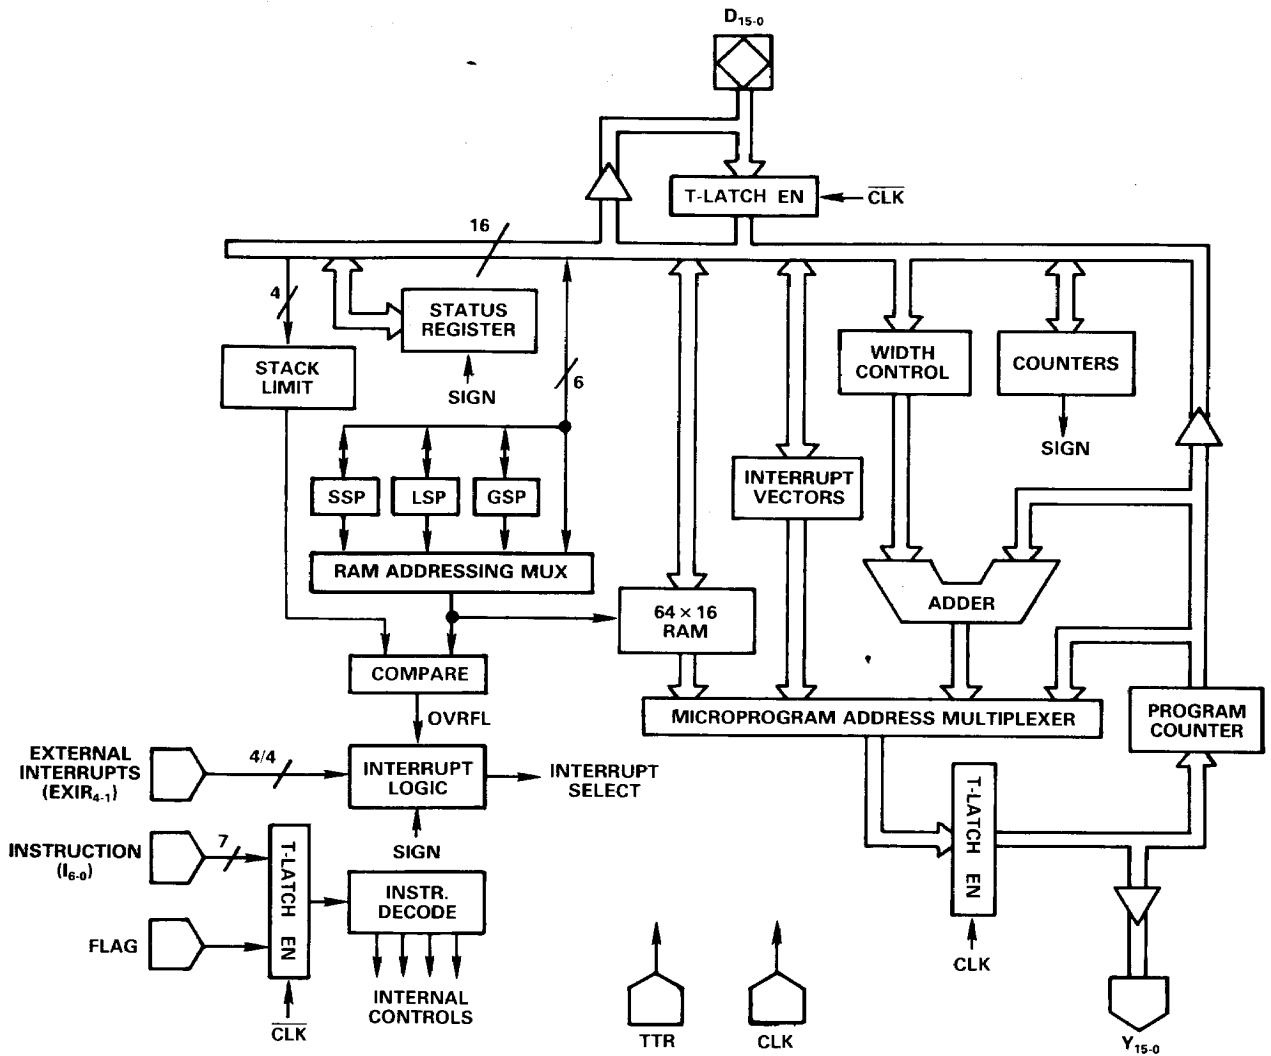 D15-0
T-LATCH EN
CLK
16
4
STATUS
REGISTER
SIGN
STACK
LIMIT
6
WIDTH
CONTROL
COUNTERS
SIGN
SSP
LSP
GSP
INTERRUPT
VECTORS
RAM ADDRESSING MUX
64 × 16
RAM
ADDER
COMPARE
OVRFL
MICROPROGRAM ADDRESS MULTIPLEXER
PROGRAM
COUNTER
EXTERNAL
INTERRUPTS
(EXIR4-1)
4/4
INTERRUPT
LOGIC
INTERRUPT
SELECT
SIGN
INSTRUCTION
(I6-0)
7
T-LATCH EN
INSTR.
DECODE
FLAG
INTERNAL
CONTROLS
CLK
T-LATCH EN
CLK
TTR
CLK
Y15-0